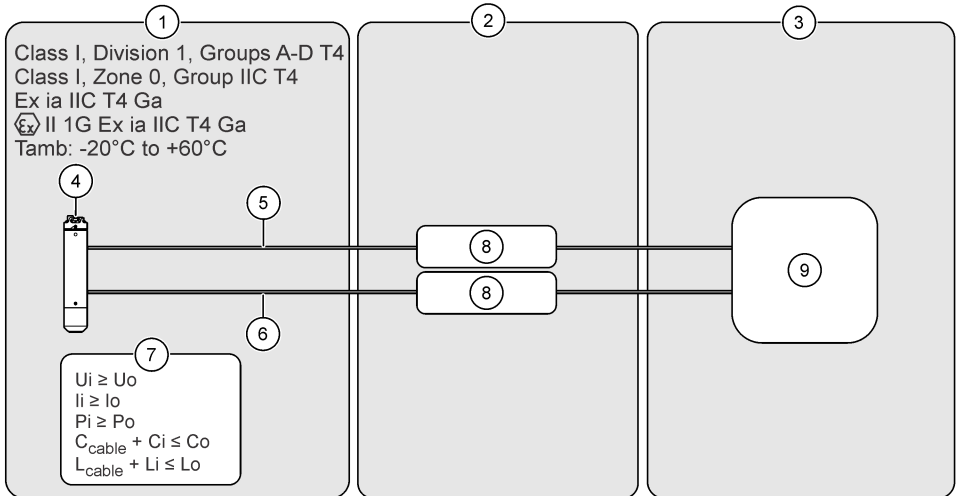 1
2
3
Class I, Division 1, Groups A-D T4
Class I, Zone 0, Group IIC T4
Ex ia IIC T4 Ga
Ex II 1G Ex ia IIC T4 Ga
Tamb: -20°C to +60°C
4
5
8
9
8
6
7
Ui ≥ Uo
Ii ≥ Io
Pi ≥ Po
Ccable + Ci ≤ Co
Lcable + Li ≤ Lo